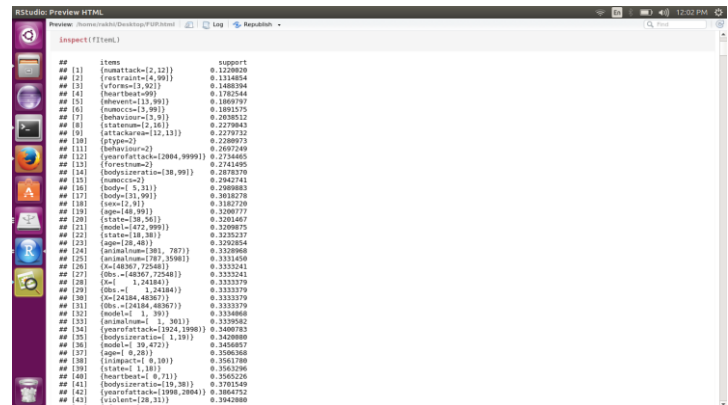 RStudio: Preview HTML
En
12:02 PM
Preview: /home/rakhi/Desktop/FUP.html
Log
Republish
Find
inspect(fItemL)
## items support
## [1] {numattack=[2,12]} 0.1220820
## [2] {restraint=[4,99]} 0.1314854
## [3] {vforms=[3,92]} 0.1488394
## [4] {heartbeat=99} 0.1782544
## [5] {mhevent=[13,99]} 0.1869797
## [6] {numoccs=[3,99]} 0.1891575
## [7] {behaviour=[3,9]} 0.2038512
## [8] {statenum=[2,16]} 0.2279043
## [9] {attackarea=[12,13]} 0.2279732
## [10] {ptype=2} 0.2280973
## [11] {behaviour=2} 0.2697249
## [12] {yearofattack=[2004,9999]} 0.2734465
## [13] {forestnum=2} 0.2741495
## [14] {bodysizeratio=[38,99]} 0.2878370
## [15] {numoccs=2} 0.2942741
## [16] {body=[ 5,31)} 0.2989883
## [17] {body=[31,99]} 0.3018278
## [18] {sex=[2,9]} 0.3182720
## [19] {age=[48,99]} 0.3200777
## [20] {state=[38,56]} 0.3201467
## [21] {model=[472,999]} 0.3209875
## [22] {state=[18,38)} 0.3235237
## [23] {age=[28,48)} 0.3292854
## [24] {animalnum=[301, 787)} 0.3328968
## [25] {animalnum=[787,3598]} 0.3331450
## [26] {X=[48367,72548]} 0.3333241
## [27] {Obs.=[48367,72548]} 0.3333241
## [28] {X=[ 1,24184)} 0.3333379
## [29] {Obs.=[ 1,24184)} 0.3333379
## [30] {X=[24184,48367)} 0.3333379
## [31] {Obs.=[24184,48367)} 0.3333379
## [32] {model=[ 1, 39)} 0.3334068
## [33] {animalnum=[ 1, 301)} 0.3339582
## [34] {yearofattack=[1924,1998)} 0.3400783
## [35] {bodysizeratio=[ 1,19)} 0.3420080
## [36] {model=[ 39,472)} 0.3456057
## [37] {age=[ 0,28)} 0.3506368
## [38] {inimpact=[ 0,10)} 0.3561780
## [39] {state=[ 1,18)} 0.3563296
## [40] {heartbeat=[ 0,71)} 0.3565226
## [41] {bodysizeratio=[19,38)} 0.3701549
## [42] {yearofattack=[1998,2004)} 0.3864752
## [43] {violent=[28,31)} 0.3942880